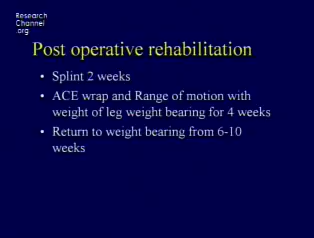 Research
Channel
.org
Post operative rehabilitation
• Splint 2 weeks
• ACE wrap and Range of motion with
weight of leg weight bearing for 4 weeks
• Return to weight bearing from 6-10
weeks